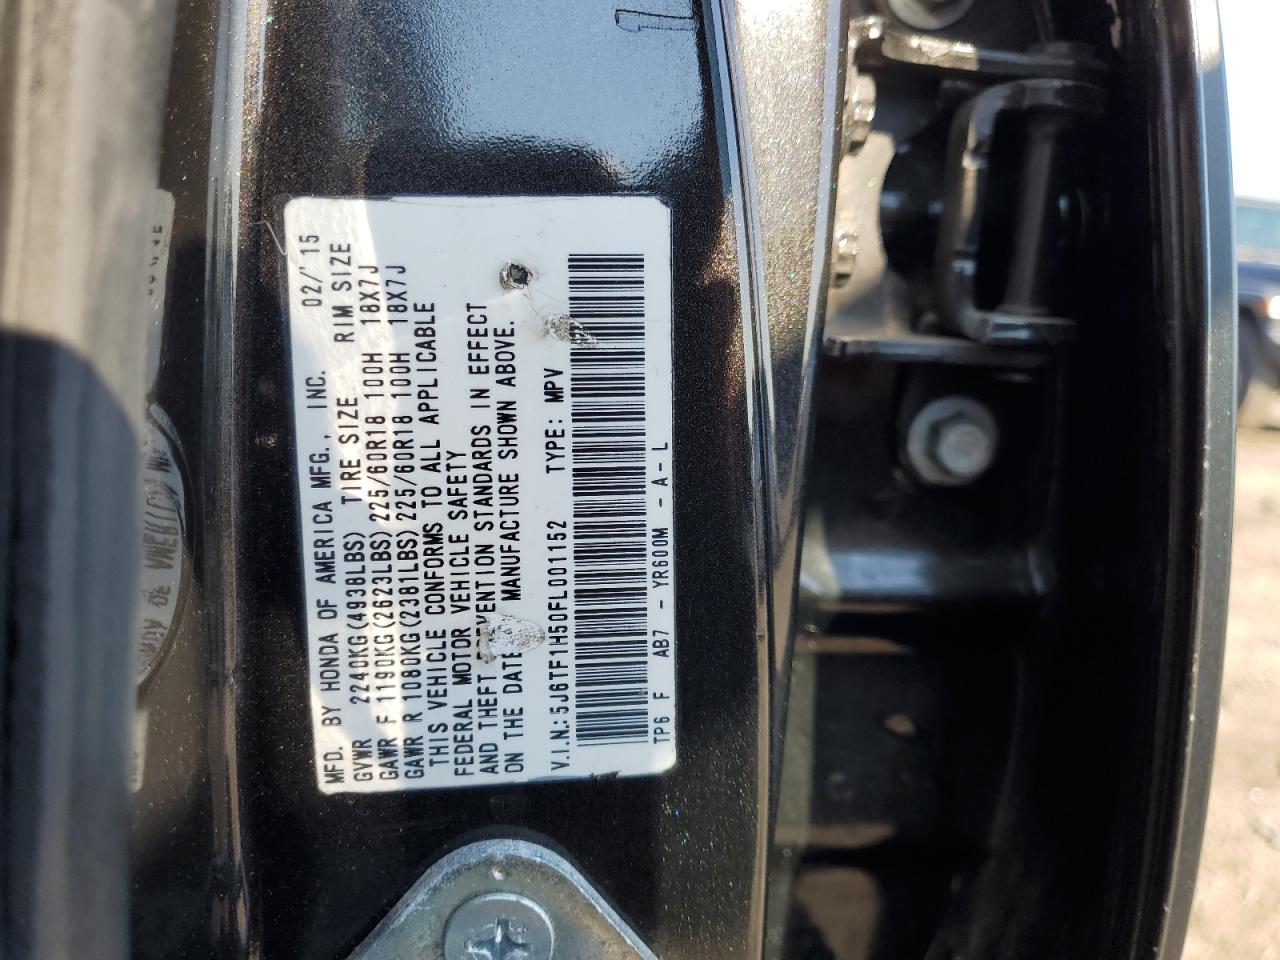 MFD. BY HONDA OF AMERICA MFG., INC. 02/'15
GVWR 2240KG(4938LBS) TIRE SIZE RIM SIZE
GAWR F 1190KG(2623LBS) 225/60R18 100H 18X7J
GAWR R 1080KG(2381LBS) 225/60R18 100H 18X7J
THIS VEHICLE CONFORMS TO ALL APPLICABLE
FEDERAL MOTOR VEHICLE SAFETY
AND THEFT STANDARDS IN EFFECT
ON THE DATE MANUFACTURE SHOWN ABOVE.
V.I.N.: 5J6TF1H50FL001152 TYPE: MPV
TP6 F AB7 - YR600M - A - L